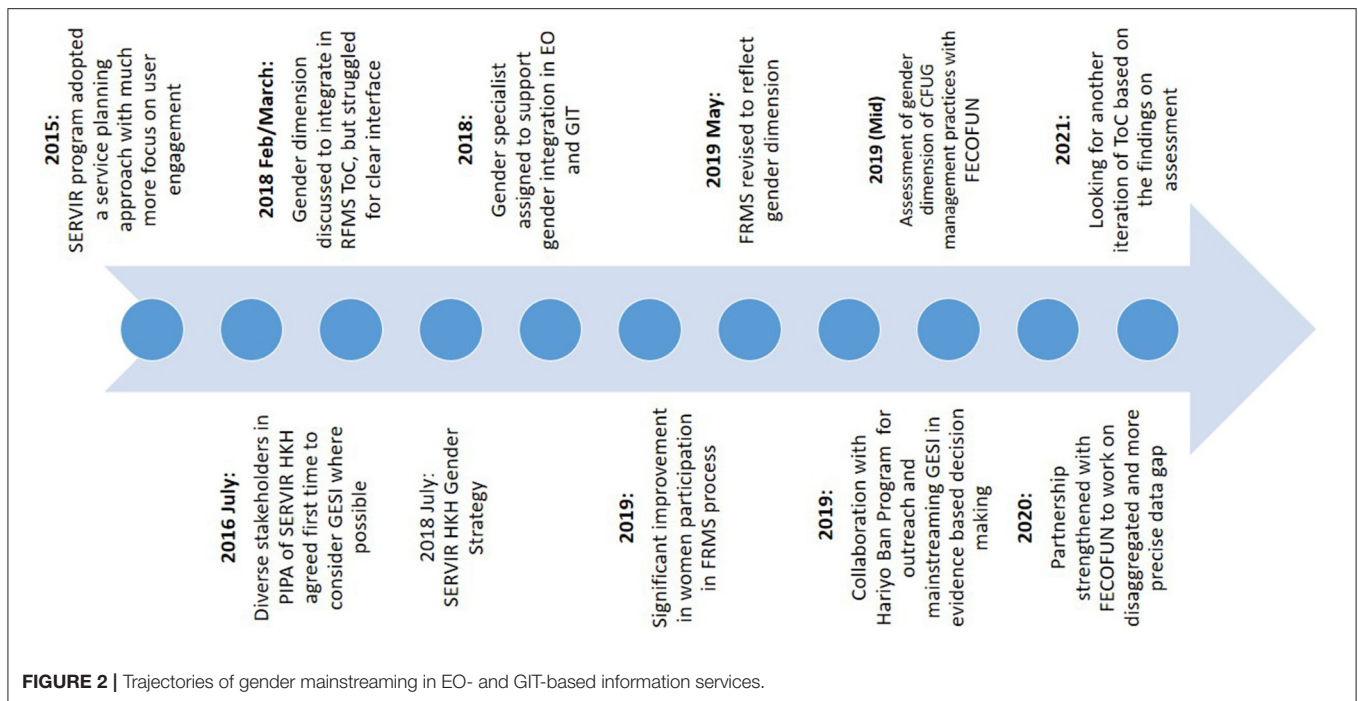 2015:
SERVIR program adopted
a service planning
approach with much
more focus on user
engagement
2016 July:
Diverse stakeholders in
PIPA of SERVIR HKH
agreed first time to
consider GESI where
possible
2018 Feb/March:
Gender dimension
discussed to integrate in
RFMS ToC, but struggled
for clear interface
2018 July:
SERVIR HKH Gender
Strategy
2018:
Gender specialist
assigned to support
gender integration in EO
and GIT
2019:
Significant improvement
in women participation
in FRMS process
2019 May:
FRMS revised to reflect
gender dimension
2019:
Collaboration with
Hariyo Ban Program for
outreach and
mainstreaming GESI in
evidence based decision
making
2019 (Mid)
Assessment of gender
dimension of CFUG
management practices with
FECOFUN
2020:
Partnership
strengthened with
FECOFUN to work on
disaggregated and more
precise data gap
2021:
Looking for another
iteration of ToC based on
the findings on
assessment
FIGURE 2 | Trajectories of gender mainstreaming in EO- and GIT-based information services.